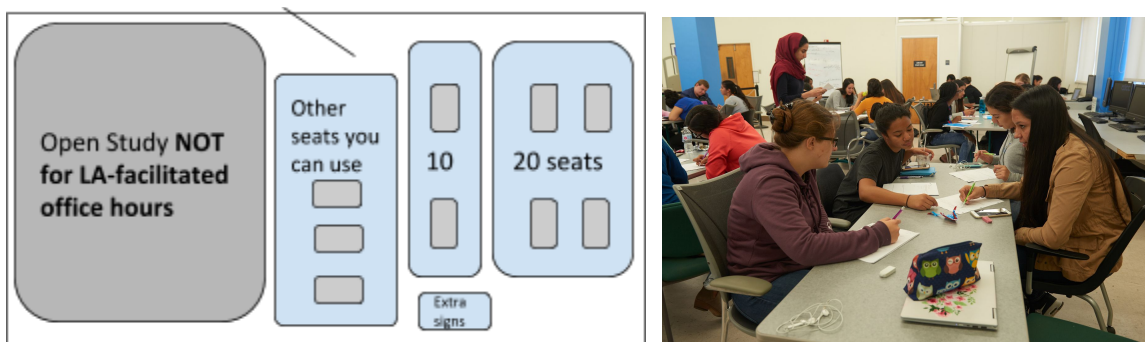 Open Study NOT
for LA-facilitated
office hours
Other
seats you
can use
10
20 seats
Extra
signs